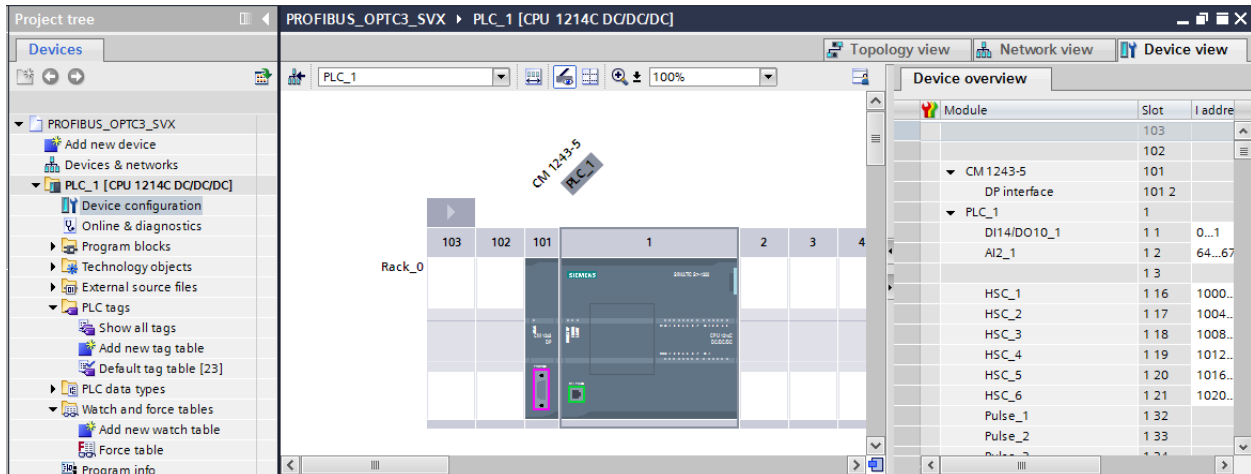 Project tree
PROFIBUS_OPTC3_SVX ▸ PLC_1 [CPU 1214C DC/DC/DC]
Devices
Topology view
Network view
Device view
PLC_1
100%
Device overview
PROFIBUS_OPTC3_SVX
Add new device
Devices & networks
PLC_1 [CPU 1214C DC/DC/DC]
Device configuration
Online & diagnostics
Program blocks
Technology objects
External source files
PLC tags
Show all tags
Add new tag table
Default tag table [23]
PLC data types
Watch and force tables
Add new watch table
Force table
Program info
CM 1243-5
PLC_1
103 102 101 1 2 3 4
Rack_0
SIEMENS
Module Slot I addre
103
102
CM 1243-5 101
DP interface 101 2
PLC_1 1
DI14/DO10_1 1 1 0...1
AI2_1 1 2 64...67
1 3
HSC_1 1 16 1000..
HSC_2 1 17 1004..
HSC_3 1 18 1008..
HSC_4 1 19 1012..
HSC_5 1 20 1016..
HSC_6 1 21 1020..
Pulse_1 1 32
Pulse_2 1 33